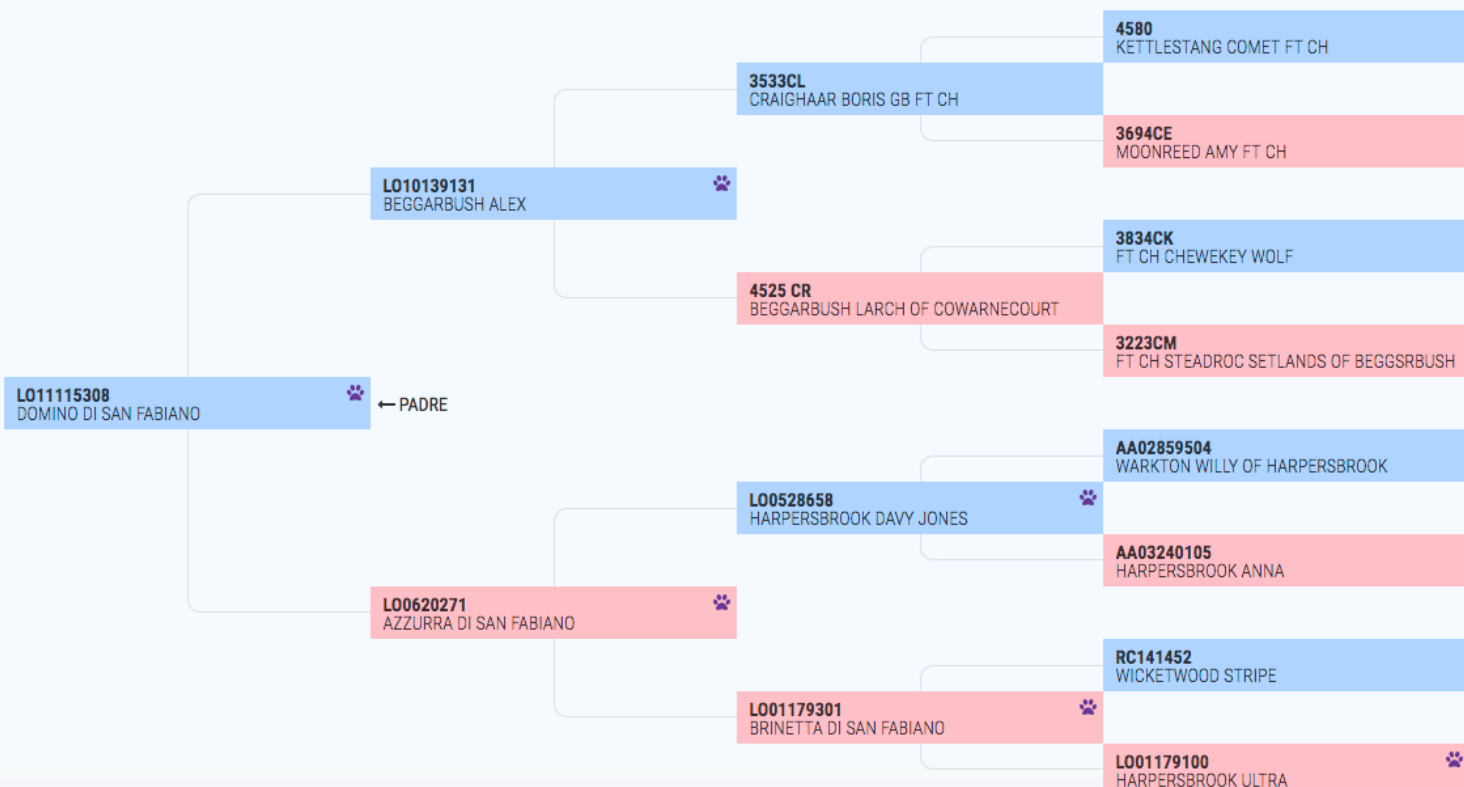 4580
KETTLESTANG COMET FT CH
3533CL
CRAIGHAAR BORIS GB FT CH
3694CE
MOONREED AMY FT CH
LO10139131
BEGGARBUSH ALEX
3834CK
FT CH CHEWEKEY WOLF
4525 CR
BEGGARBUSH LARCH OF COWARNECOURT
3223CM
FT CH STEADROC SETLANDS OF BEGGSRBUSH
LO11115308
DOMINO DI SAN FABIANO
← PADRE
AA02859504
WARKTON WILLY OF HARPERSBROOK
LO0528658
HARPERSBROOK DAVY JONES
AA03240105
HARPERSBROOK ANNA
LO0620271
AZZURRA DI SAN FABIANO
RC141452
WICKETWOOD STRIPE
LO01179301
BRINETTA DI SAN FABIANO
LO01179100
HARPERSBROOK ULTRA